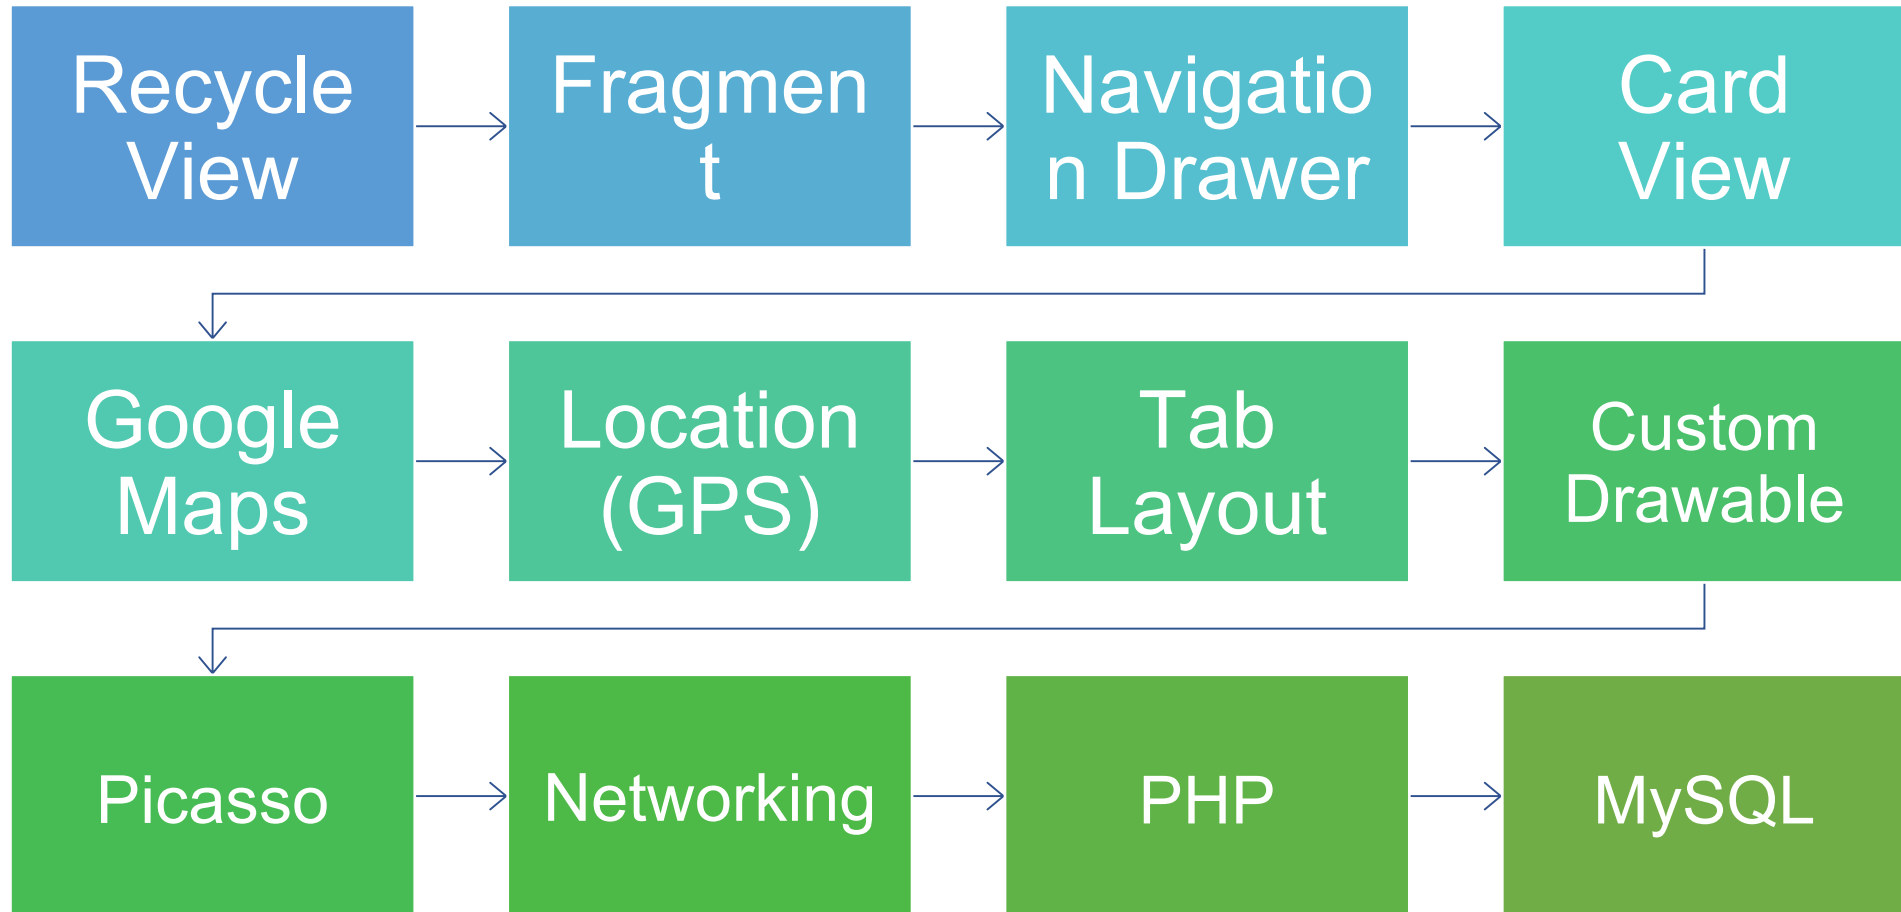 Recycle
View
Fragmen
t
Navigatio
n Drawer
Card
View
Google
Maps
Location
(GPS)
Tab
Layout
Custom
Drawable
Picasso
Networking
PHP
MySQL